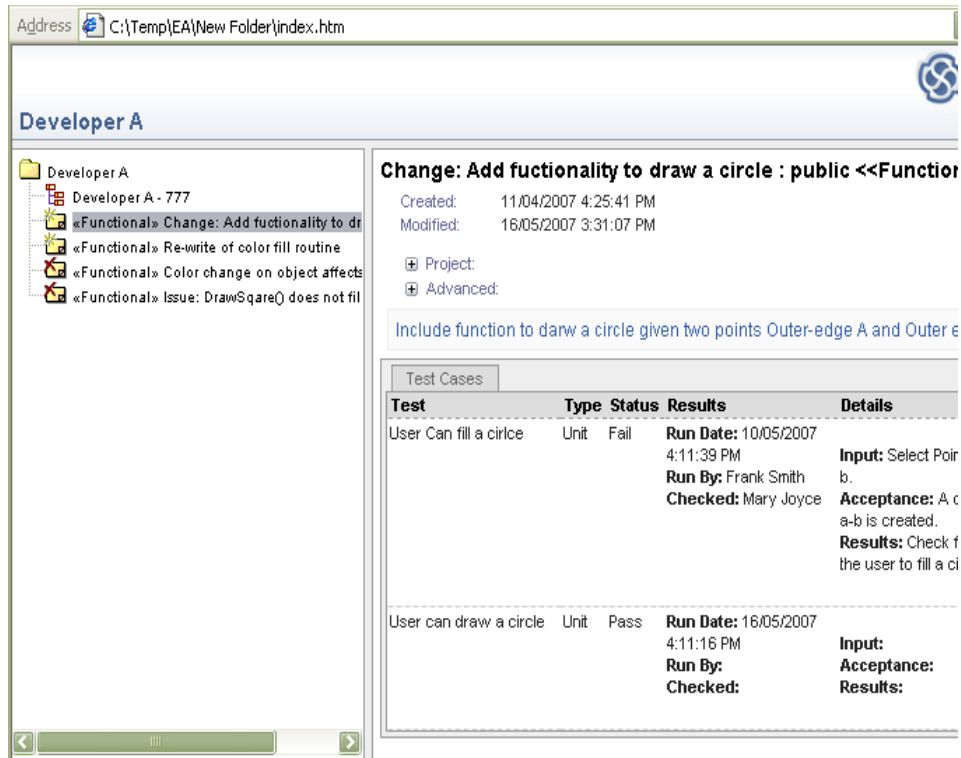 Address C:\Temp\EA\New Folder\index.htm
Developer A
Developer A
Developer A - 777
«Functional» Change: Add fuctionality to dr
«Functional» Re-write of color fill routine
«Functional» Color change on object affects
«Functional» Issue: DrawSqare() does not fil
Change: Add fuctionality to draw a circle : public <<Function
Created: 11/04/2007 4:25:41 PM
Modified: 16/05/2007 3:31:07 PM
Project:
Advanced:
Include function to darw a circle given two points Outer-edge A and Outer e
Test Cases
Test Type Status Results Details
User Can fill a cirlce Unit Fail Run Date: 10/05/2007
4:11:39 PM Input: Select Poin
Run By: Frank Smith b.
Checked: Mary Joyce Acceptance: A c
a-b is created.
Results: Check f
the user to fill a ci
User can draw a circle Unit Pass Run Date: 16/05/2007
4:11:16 PM Input:
Run By: Acceptance:
Checked: Results: